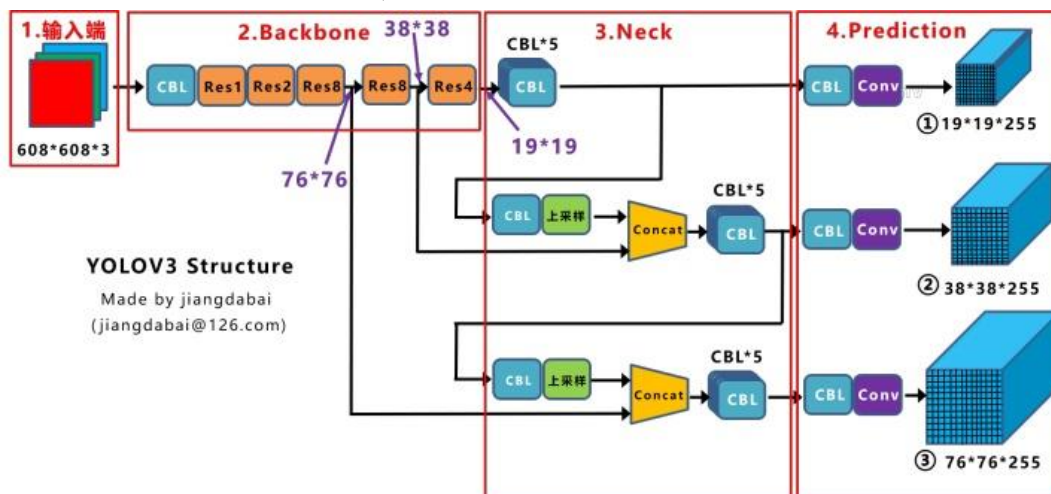 1.输入端
2.Backbone
38*38
3.Neck
4.Prediction
CBL*5
CBL
Res1
Res2
Res8
Res8
Res4
CBL
CBL
Conv
608*608*3
76*76
19*19
①19*19*255
CBL*5
CBL
上采样
Concat
CBL
CBL
Conv
②38*38*255
YOLOV3 Structure
Made by jiangdabai
(jiangdabai@126.com)
CBL*5
CBL
上采样
Concat
CBL
CBL
Conv
③ 76*76*255